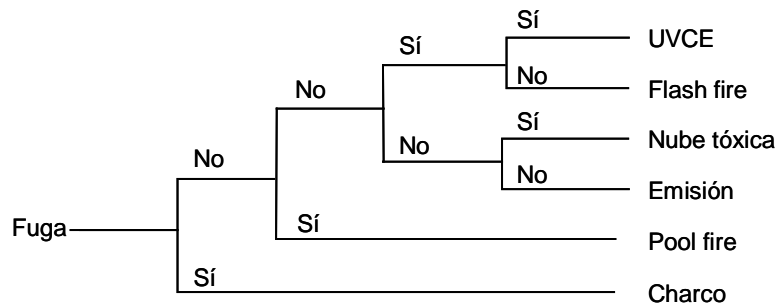 Sí
Sí
UVCE
No
No
Flash fire
No
Sí
Nube tóxica
No
No
No
Emisión
Fuga
Sí
Pool fire
Sí
Charco